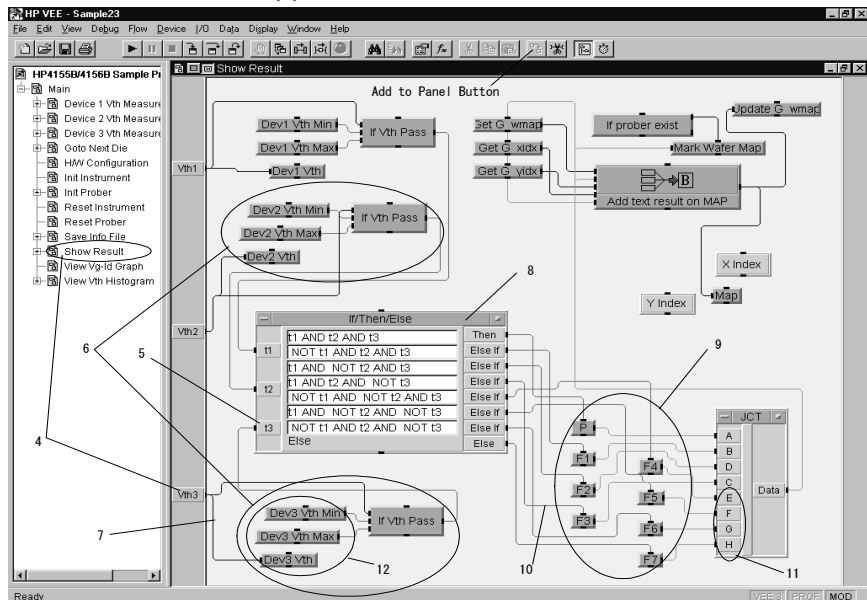 HP VEE - Sample23
File Edit View Debug Flow Device I/O Data Display Window Help
HP4155B/4156B Sample Pr
Main
Device 1 Vth Measure
Device 2 Vth Measure
Device 3 Vth Measure
Goto Next Die
H/W Configuration
Init Instrument
Init Prober
Reset Instrument
Reset Prober
Save Info File
Show Result
View Vg-Id Graph
View Vth Histogram
Show Result
Add to Panel Button
Dev1 Vth Min
Dev1 Vth Max
If Vth Pass
Vth1
Dev1 Vth
Get G_wmap
Get G_xidx
Get G_yidx
If prober exist
Update G_wmap
Mark Wafer Map
B
Add text result on MAP
Dev2 Vth Min
If Vth Pass
Dev2 Vth Max
Dev2 Vth
X Index
Y Index
Map
Vth2
8
6
5
4
7
If/Then/Else
t1 AND t2 AND t3
NOT t1 AND t2 AND t3
t1 AND NOT t2 AND t3
t1 AND t2 AND NOT t3
NOT t1 AND NOT t2 AND t3
t1 AND NOT t2 AND NOT t3
NOT t1 AND t2 AND NOT t3
Else
t1
t2
t3
Then
Else If
Else If
Else If
Else If
Else If
Else If
Else
9
P
F1
F2
F3
F4
F5
F6
F7
JCT
A
B
D
C
E
F
G
H
Data
Vth3
Dev3 Vth Min
Dev3 Vth Max
If Vth Pass
Dev3 Vth
12
10
11
Ready
VEE 3 PROF MOD